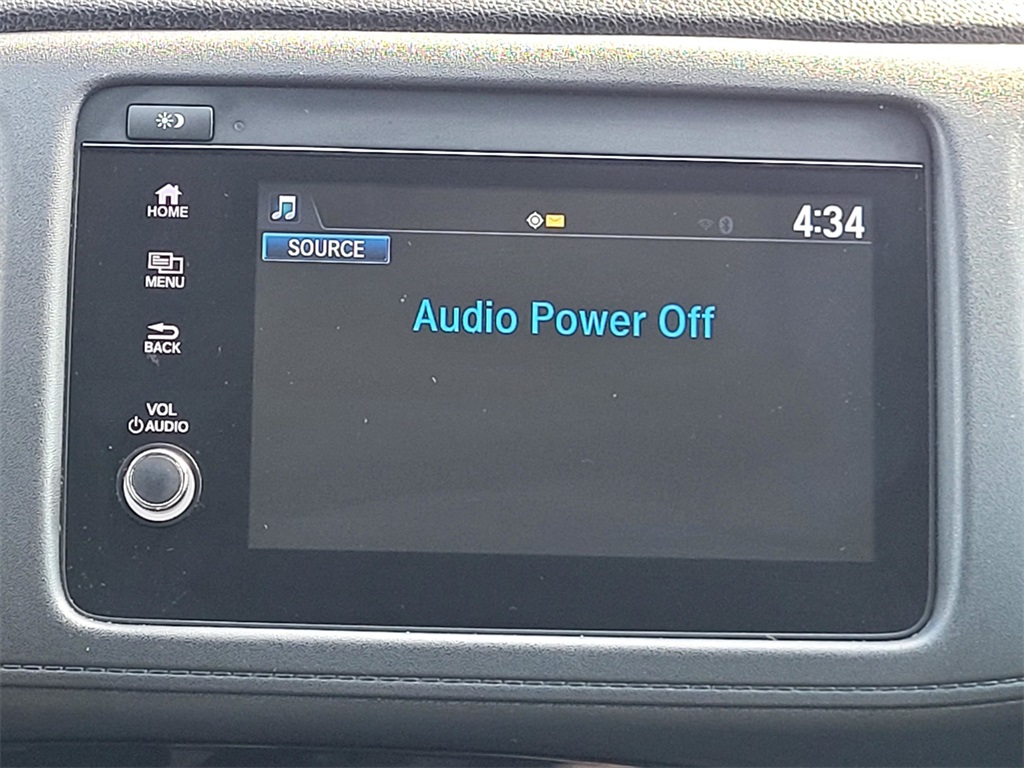 HOME
MENU
BACK
VOL
AUDIO
4:34
SOURCE
Audio Power Off